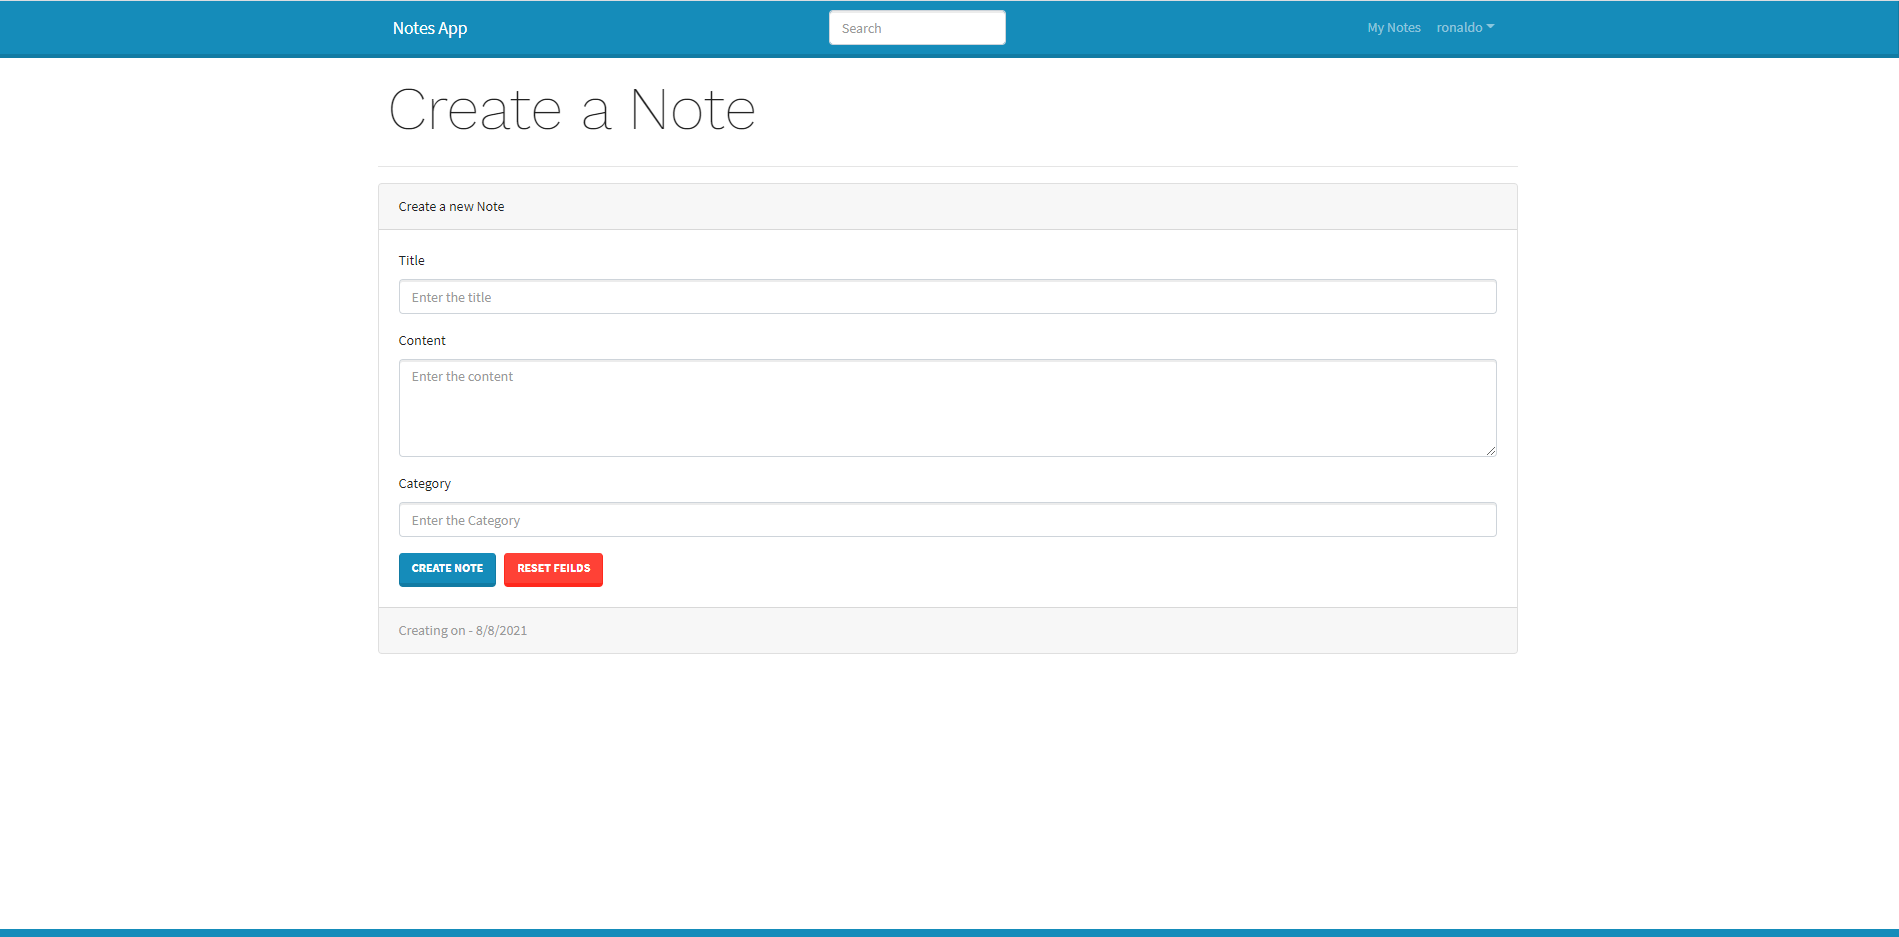 Notes App
Search
My Notes
ronaldo
Create a Note
Create a new Note
Title
Enter the title
Content
Enter the content
Category
Enter the Category
CREATE NOTE
RESET FEILDS
Creating on - 8/8/2021